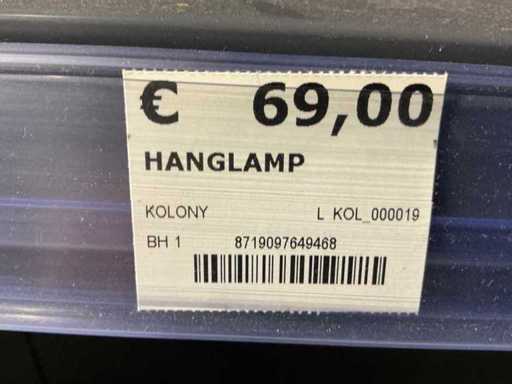 € 69,00
HANGLAMP
KOLONY L KOL_000019
BH 1 8719097649468